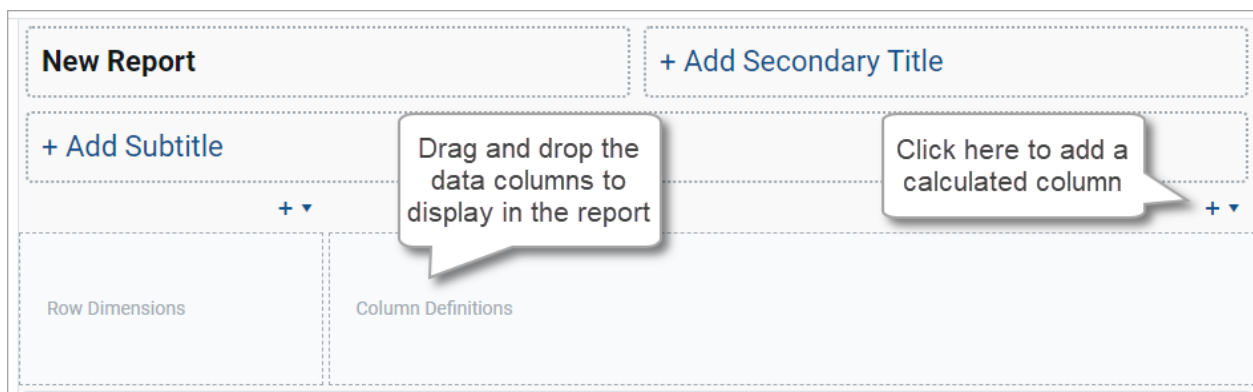 New Report
+ Add Secondary Title
+ Add Subtitle
Drag and drop the
data columns to
display in the report
Click here to add a
calculated column
+ ▾
+ ▾
Row Dimensions
Column Definitions